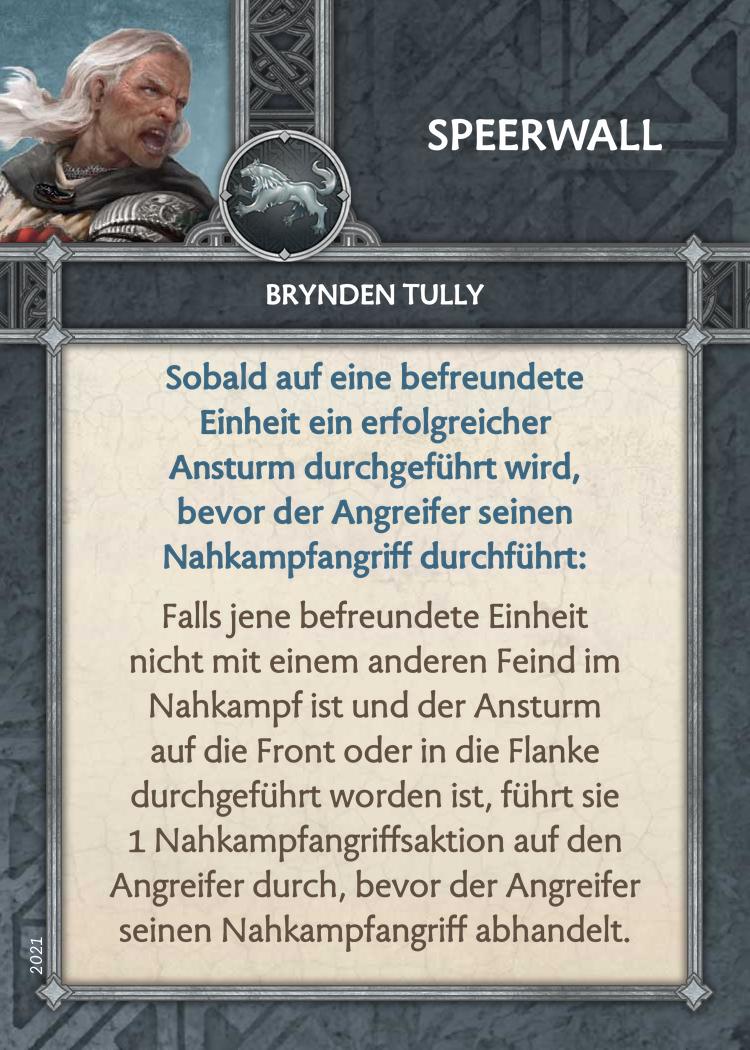 SPEERWALL
BRYNDEN TULLY
Sobald auf eine befreundete
Einheit ein erfolgreicher
Ansturm durchgeführt wird,
bevor der Angreifer seinen
Nahkampfangriff durchführt:
Falls jene befreundete Einheit
nicht mit einem anderen Feind im
Nahkampf ist und der Ansturm
auf die Front oder in die Flanke
durchgeführt worden ist, führt sie
1 Nahkampfangriffsaktion auf den
Angreifer durch, bevor der Angreifer
seinen Nahkampfangriff abhandelt.
2021